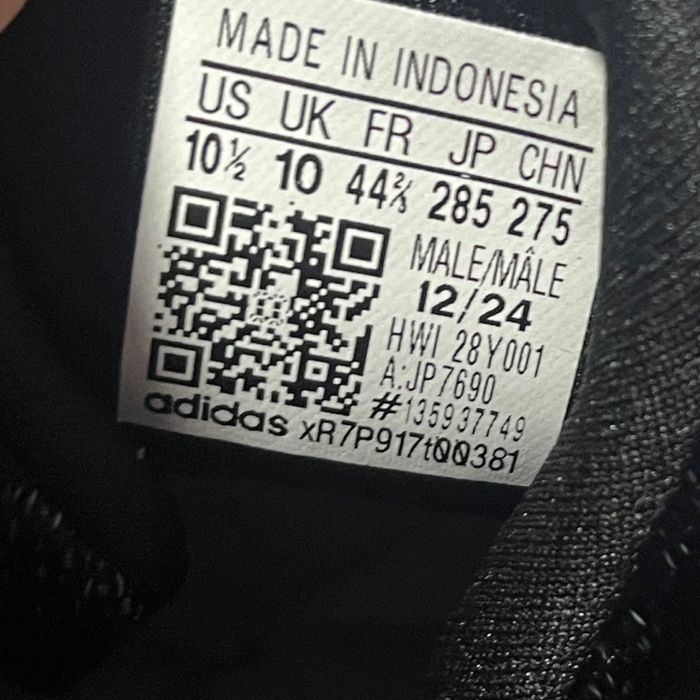 MADE IN INDONESIA
US UK FR JP CHN
10½ 10 44⅔ 285 275
MALE/MÂLE
12/24
HWI 28Y001
A:JP7690
#135937749
adidas xR7P917t00381